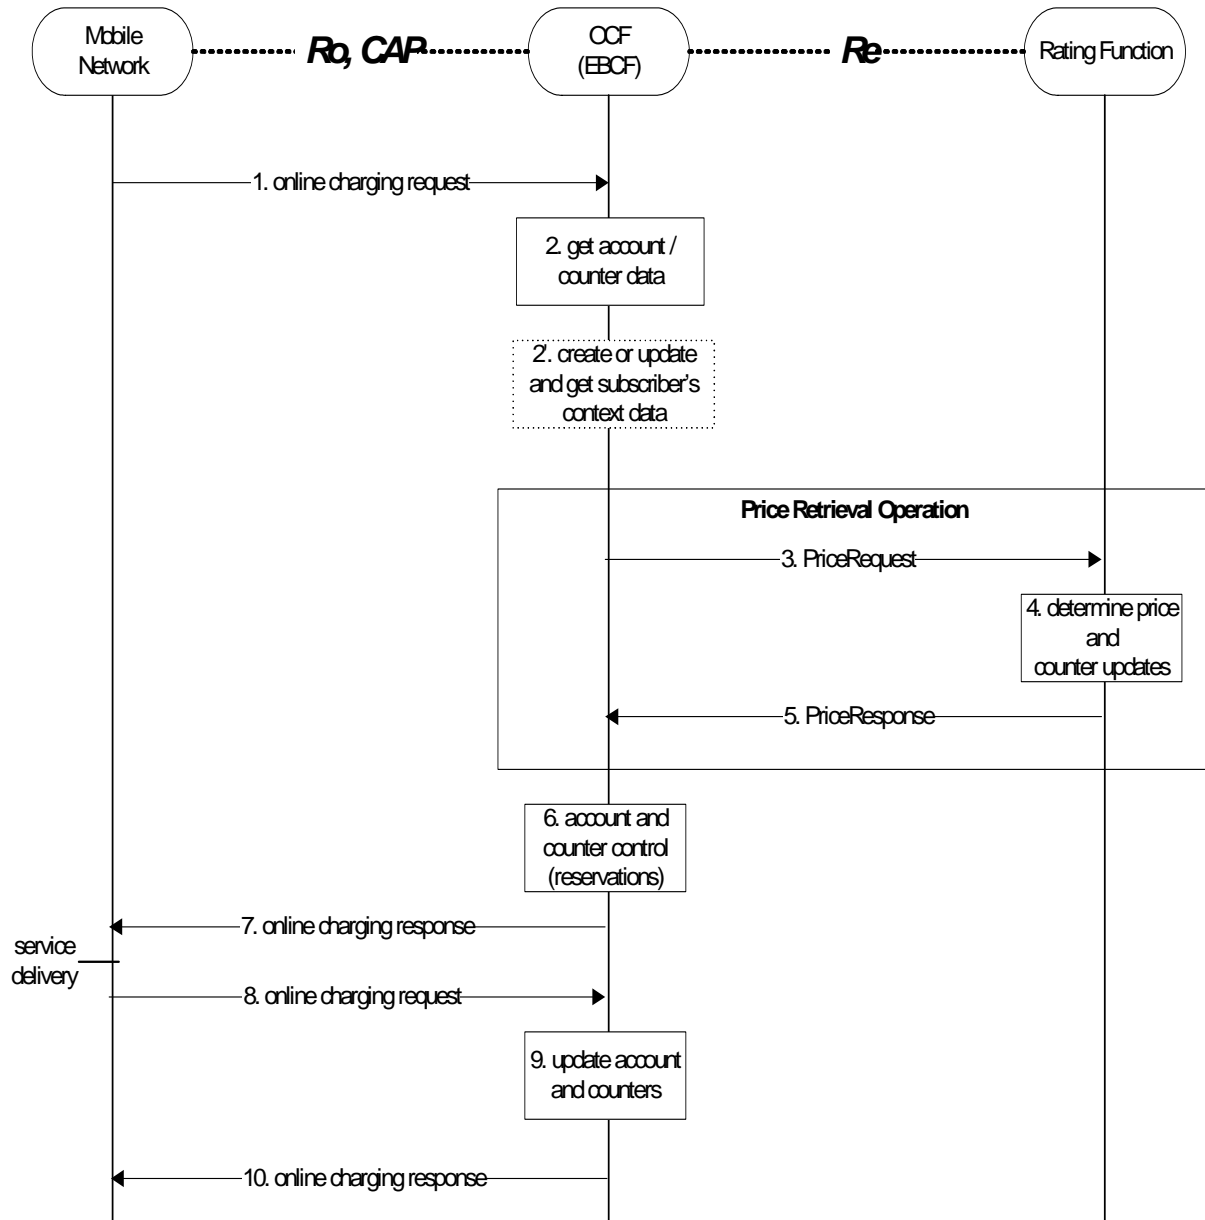 Mobile
Network
Ro, CAP
OCF
(EBCF)
Re
Rating Function
1. online charging request
2. get account /
counter data
2'. create or update
and get subscriber's
context data
Price Retrieval Operation
3. PriceRequest
4. determine price
and
counter updates
5. PriceResponse
6. account and
counter control
(reservations)
7. online charging response
service
delivery
8. online charging request
9. update account
and counters
10. online charging response